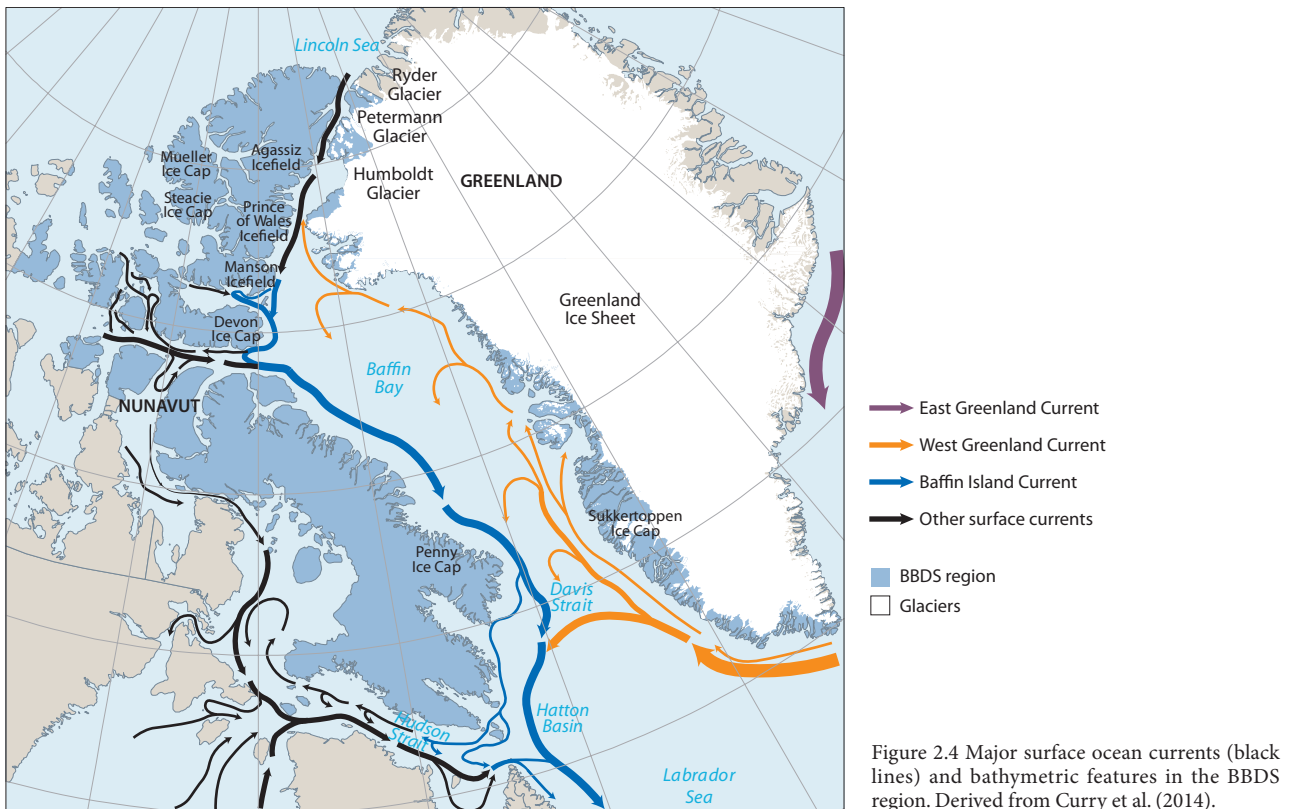 Lincoln Sea
Ryder
Glacier
Petermann
Glacier
Humboldt
Glacier
GREENLAND
Agassiz
Icefield
Mueller
Ice Cap
Steacie
Ice Cap
Prince
of Wales
Icefield
Manson
Icefield
Devon
Ice Cap
Greenland
Ice Sheet
Baffin
Bay
NUNAVUT
Sukkertoppen
Ice Cap
Penny
Ice Cap
Davis
Strait
Hudson
Strait
Hatton
Basin
Labrador
Sea
East Greenland Current
West Greenland Current
Baffin Island Current
Other surface currents
BBDS region
Glaciers
Figure 2.4 Major surface ocean currents (black
lines) and bathymetric features in the BBDS
region. Derived from Curry et al. (2014).